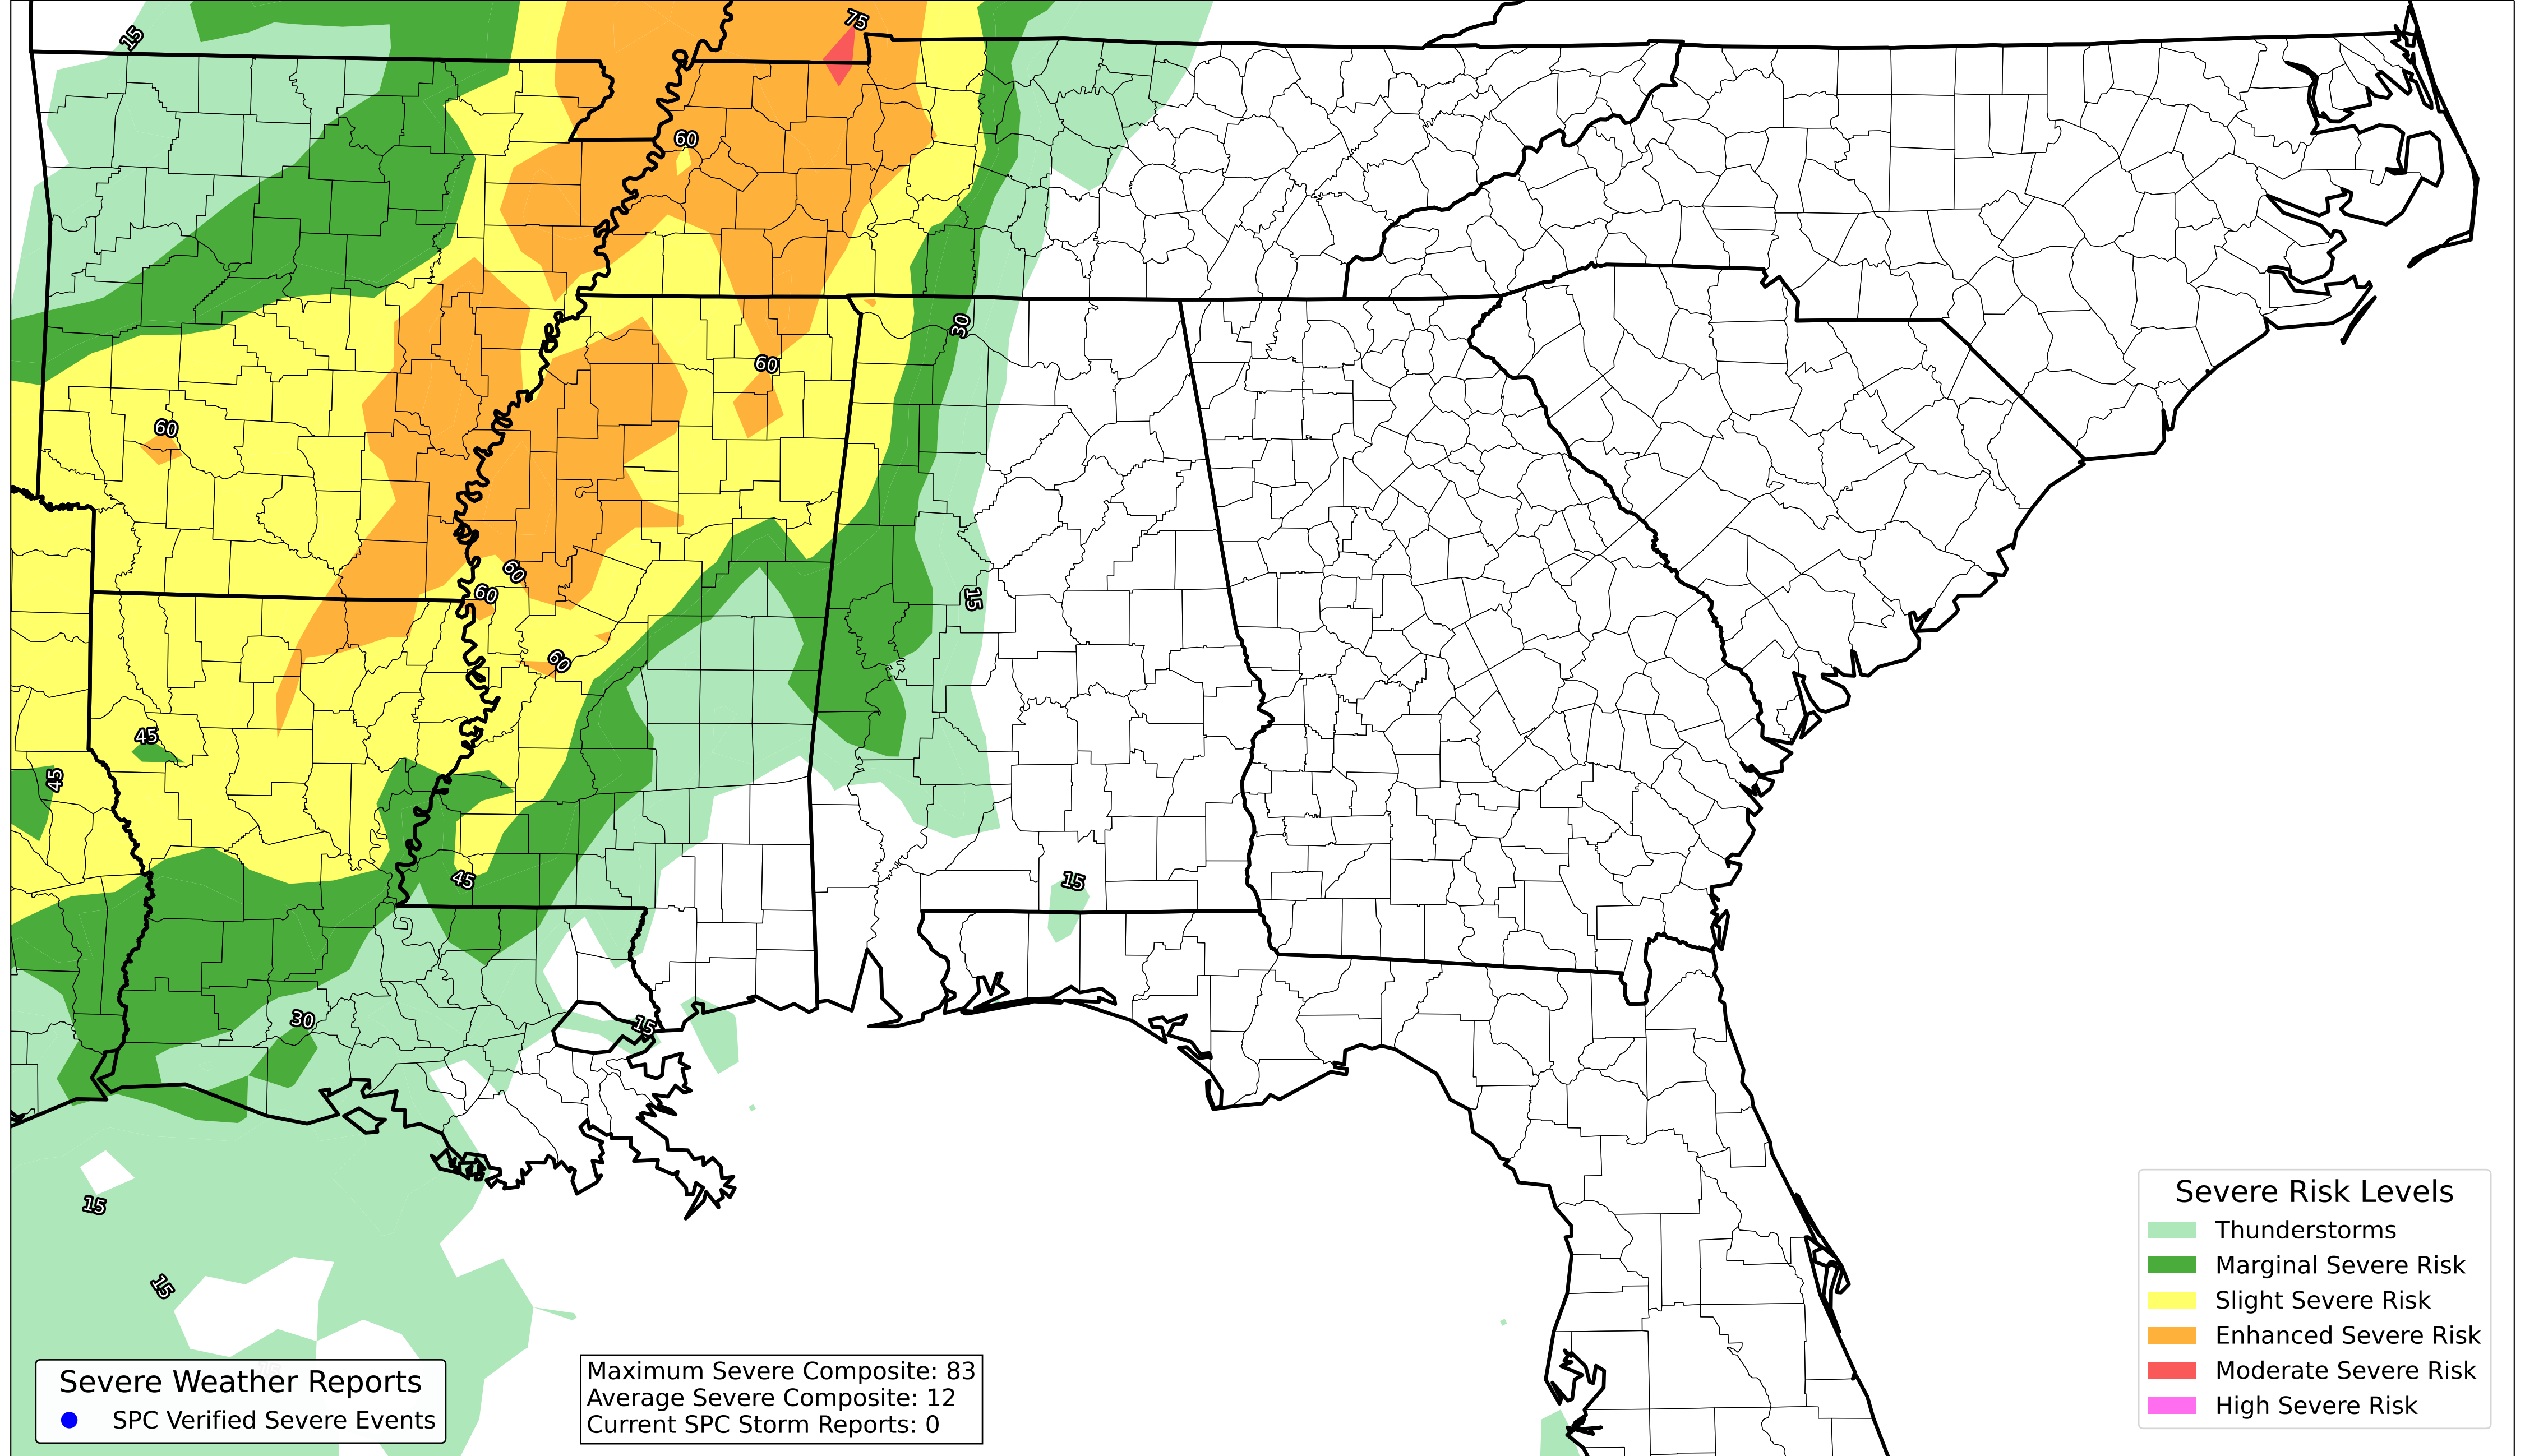 75
15
60
30
60
60
60
60
15
60
45
45
45
15
30
15
15
15
Severe Risk Levels
Thunderstorms
Marginal Severe Risk
Slight Severe Risk
Enhanced Severe Risk
Moderate Severe Risk
High Severe Risk
Severe Weather Reports
SPC Verified Severe Events
Maximum Severe Composite: 83
Average Severe Composite: 12
Current SPC Storm Reports: 0